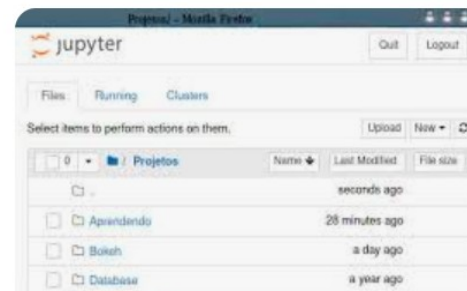 Projetos/ - Mozilla Firefox
jupyter Quit Logout
Files Running Clusters
Select items to perform actions on them. Upload New
0 / Projetos Name Last Modified File size
.. seconds ago
Aprendendo 28 minutes ago
Bokeh a day ago
Database a year ago